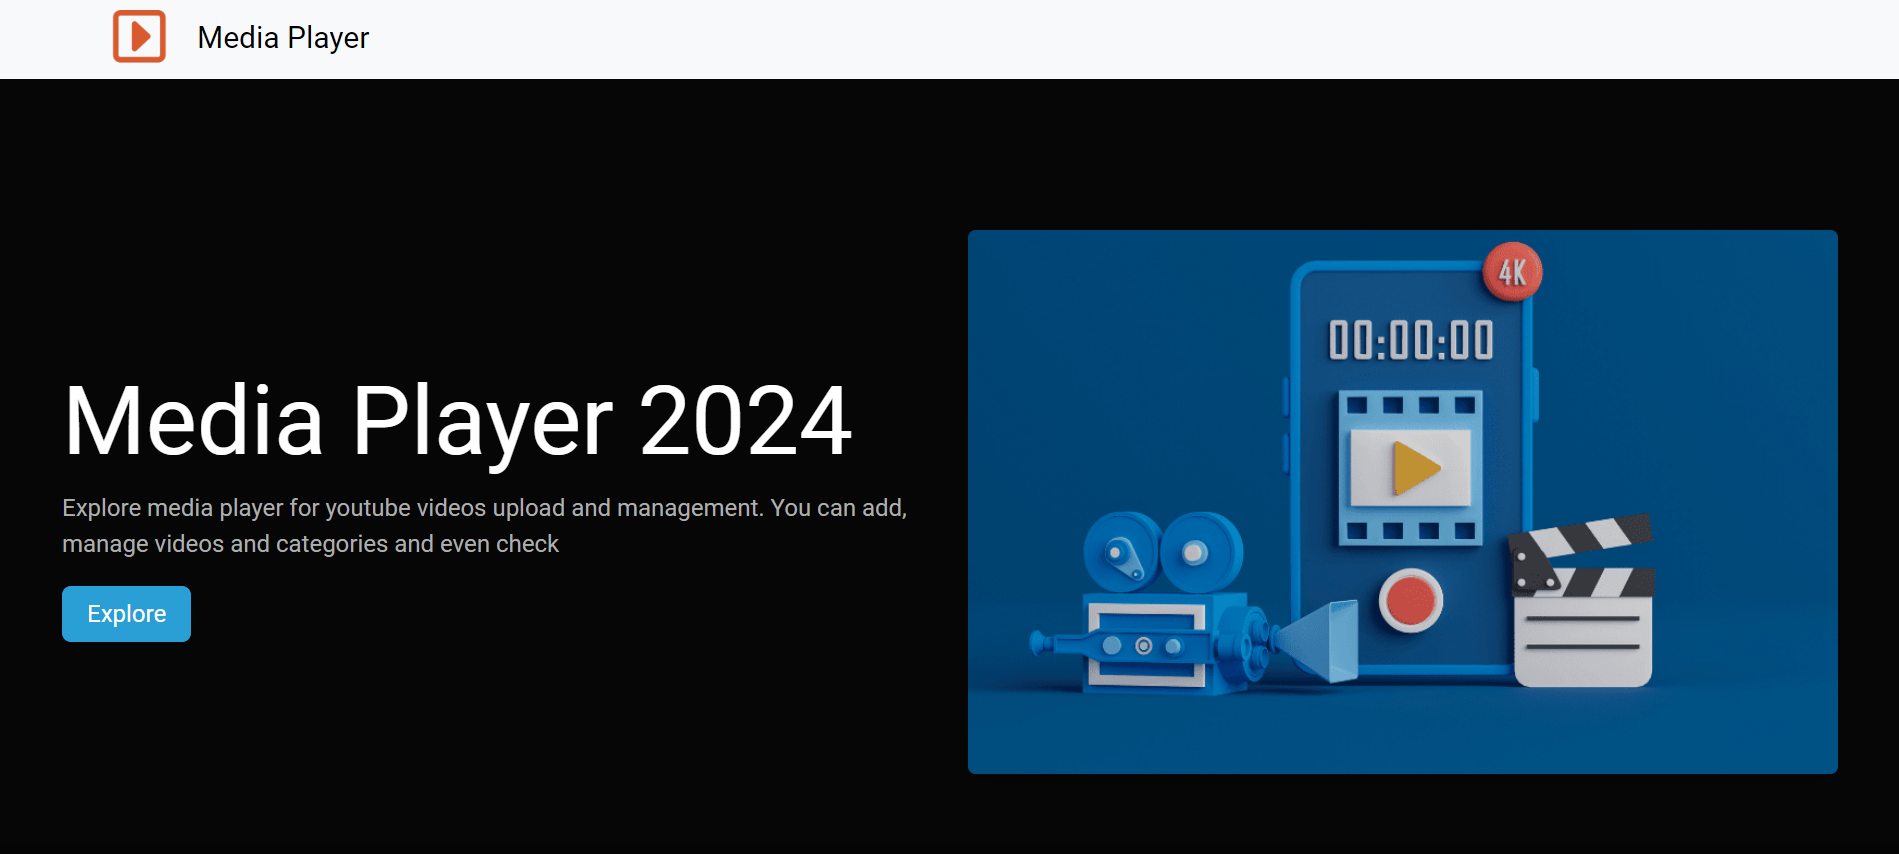 Media Player
Media Player 2024
Explore media player for youtube videos upload and management. You can add,
manage videos and categories and even check
Explore
4K
00:00:00